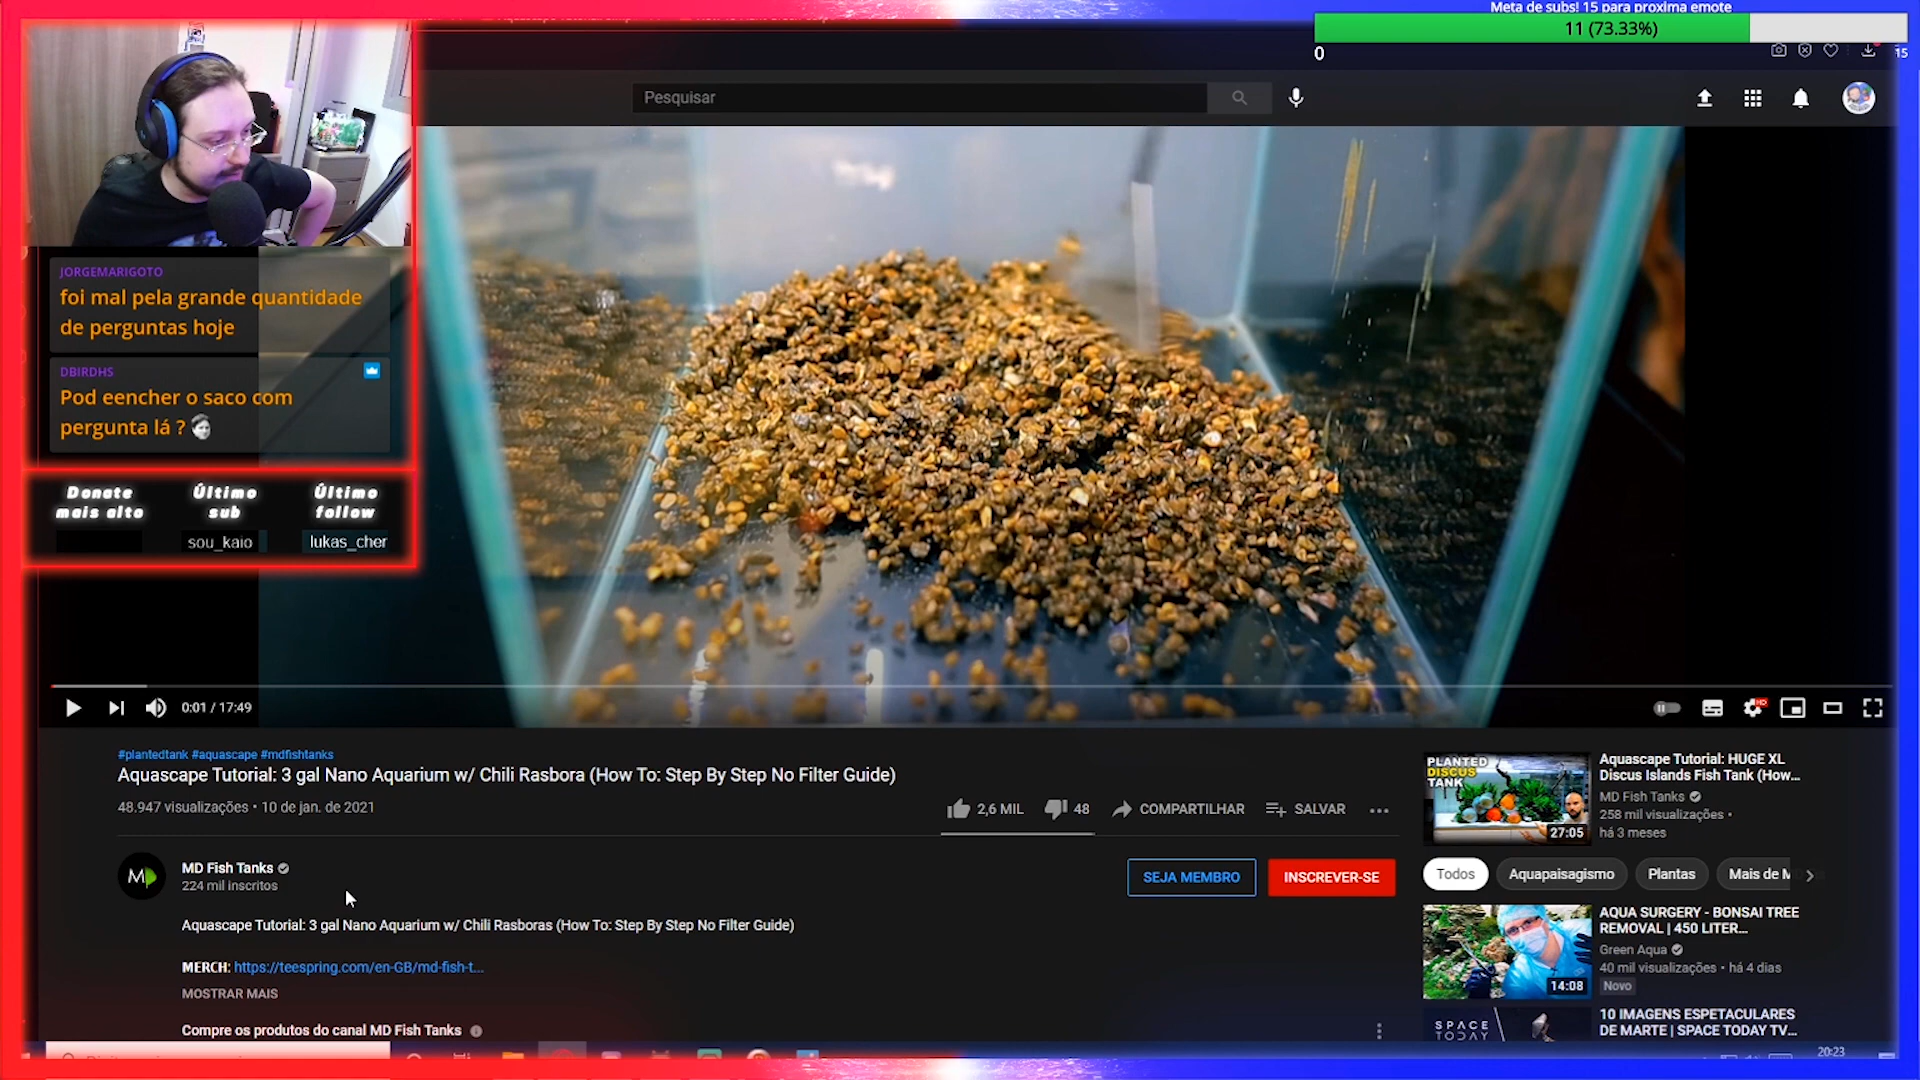 Meta de subs! 15 para proxima emote
11 (73.33%)
0
15
Pesquisar
JORGEMARIGOTO
foi mal pela grande quantidade
de perguntas hoje
DBIRDHS
Pod eencher o saco com
pergunta lá ?
Donate
mais alto
Último
sub
Último
follow
sou_kaio
lukas_cher
0:01 / 17:49
#plantedtank #aquascape #mdfishtanks
Aquascape Tutorial: 3 gal Nano Aquarium w/ Chili Rasbora (How To: Step By Step No Filter Guide)
48.947 visualizações • 10 de jan. de 2021
2,6 MIL
48
COMPARTILHAR
SALVAR
MD Fish Tanks
224 mil inscritos
SEJA MEMBRO
INSCREVER-SE
Aquascape Tutorial: 3 gal Nano Aquarium w/ Chili Rasboras (How To: Step By Step No Filter Guide)
MERCH: https://teespring.com/en-GB/md-fish-t...
MOSTRAR MAIS
Compre os produtos do canal MD Fish Tanks
PLANTED
DISCUS
TANK
27:05
Aquascape Tutorial: HUGE XL
Discus Islands Fish Tank (How...
MD Fish Tanks
258 mil visualizações •
há 3 meses
Todos
Aquapaisagismo
Plantas
Mais de M
14:08
AQUA SURGERY - BONSAI TREE
REMOVAL | 450 LITER...
Green Aqua
40 mil visualizações • há 4 dias
Novo
SPACE
TODAY
10 IMAGENS ESPETACULARES
DE MARTE | SPACE TODAY TV...
20:23